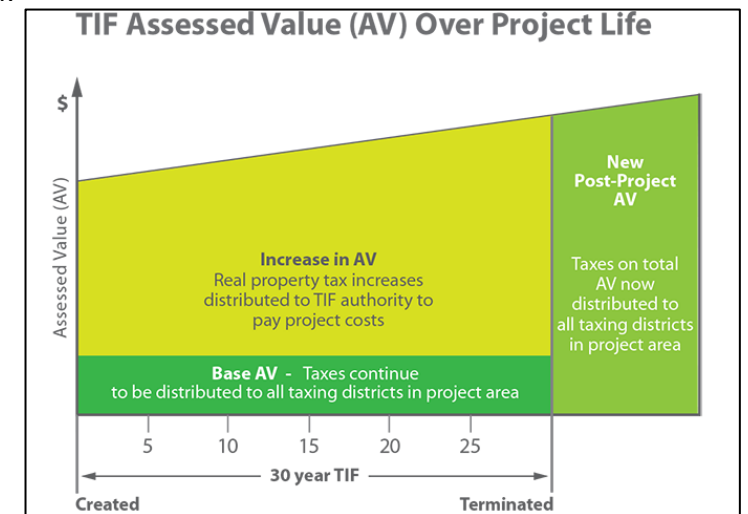 TIF Assessed Value (AV) Over Project Life
$
Assessed Value (AV)
New
Post-Project
AV
Taxes on total
AV now
distributed to
all taxing districts
in project area
Increase in AV
Real property tax increases
distributed to TIF authority to
pay project costs
Base AV - Taxes continue
to be distributed to all taxing districts in project area
5 10 15 20 25
30 year TIF
Created Terminated